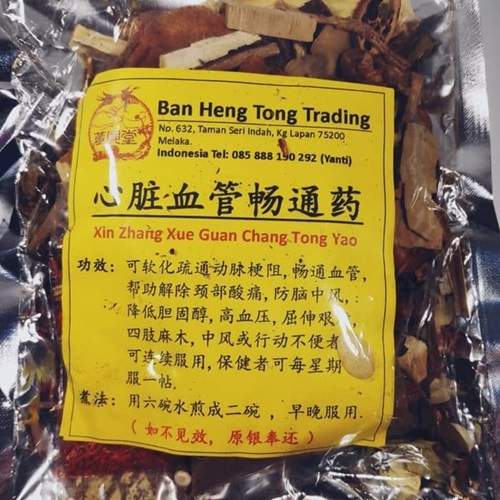 Ban Heng Tong Trading
No. 632, Taman Seri Indah, Kg Lapan 75200
Melaka.
Indonesia Tel: 085 888 190 292 (Yanti)
心脏血管畅通药
Xin Zhang Xue Guan Chang Tong Yao
功效: 可软化疏通动脉梗阻, 畅通血管,
帮助解除颈部酸痛, 防脑中风,
降低胆固醇, 高血压, 屈伸艰
四肢麻木, 中风或行动不便者
可连续服用, 保健者可每星期
服一帖.
煮法: 用六碗水煎成二碗 , 早晚服用.
( 如不见效, 原银奉还 )